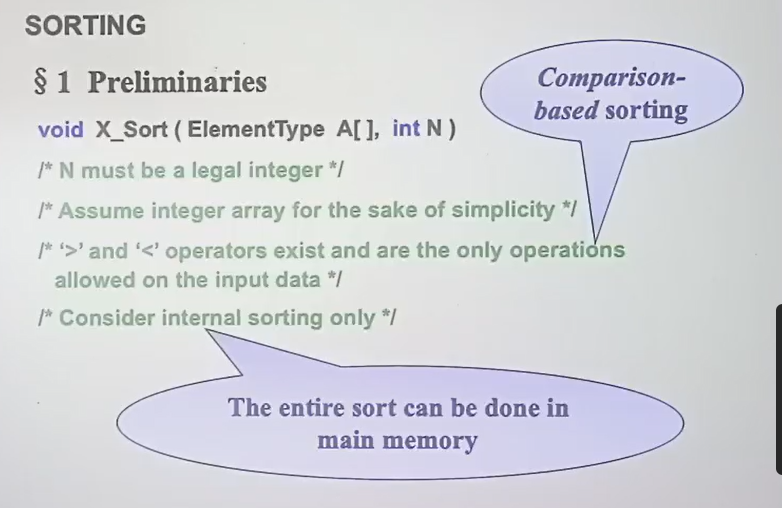 SORTING
§ 1 Preliminaries
Comparison-
based sorting
void X_Sort ( ElementType A[ ], int N )
/* N must be a legal integer */
/* Assume integer array for the sake of simplicity */
/* ‘>’ and ‘<’ operators exist and are the only operations
allowed on the input data */
/* Consider internal sorting only */
The entire sort can be done in
main memory